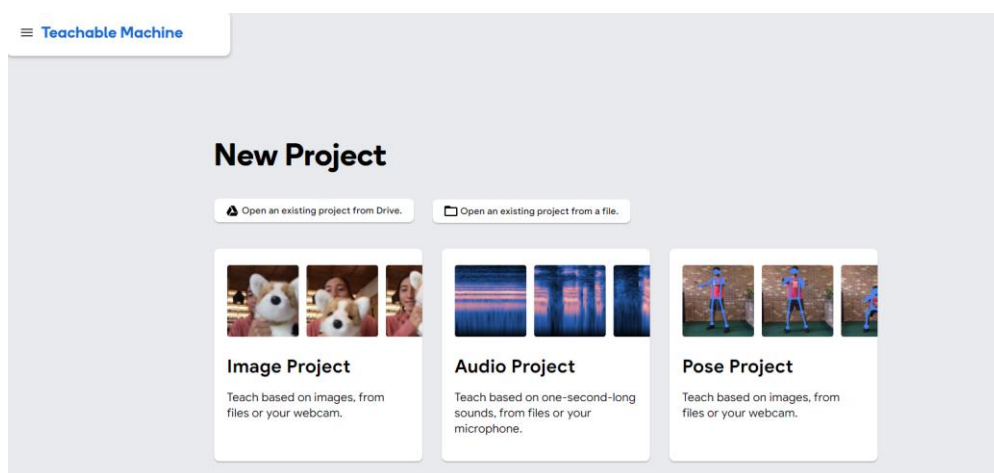 Teachable Machine
New Project
Open an existing project from Drive.
Open an existing project from a file.
Image Project
Teach based on images, from
files or your webcam.
Audio Project
Teach based on one-second-long
sounds, from files or your
microphone.
Pose Project
Teach based on images, from
files or your webcam.